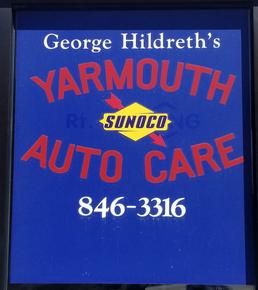 George Hildreth's
YARMOUTH
SUNOCO
AUTO CARE
846-3316